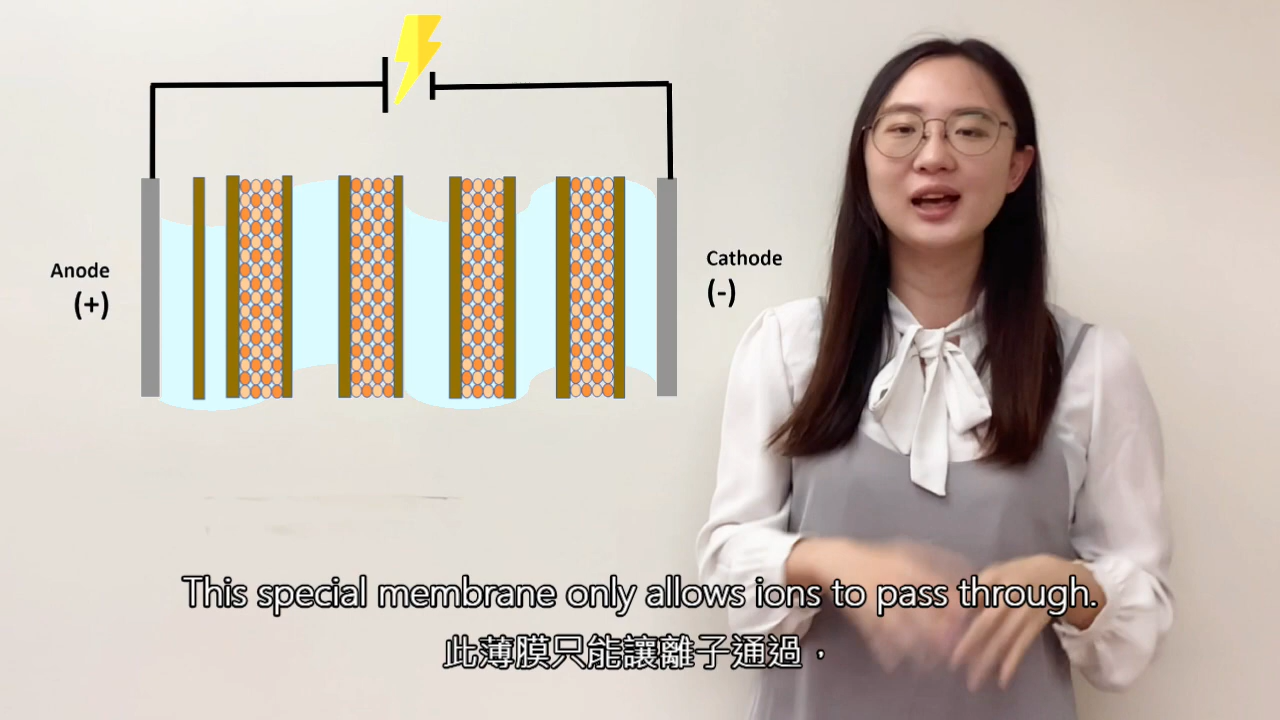 Anode
(+)
Cathode
(-)
This special membrane only allows ions to pass through.
此薄膜只能讓離子通過，